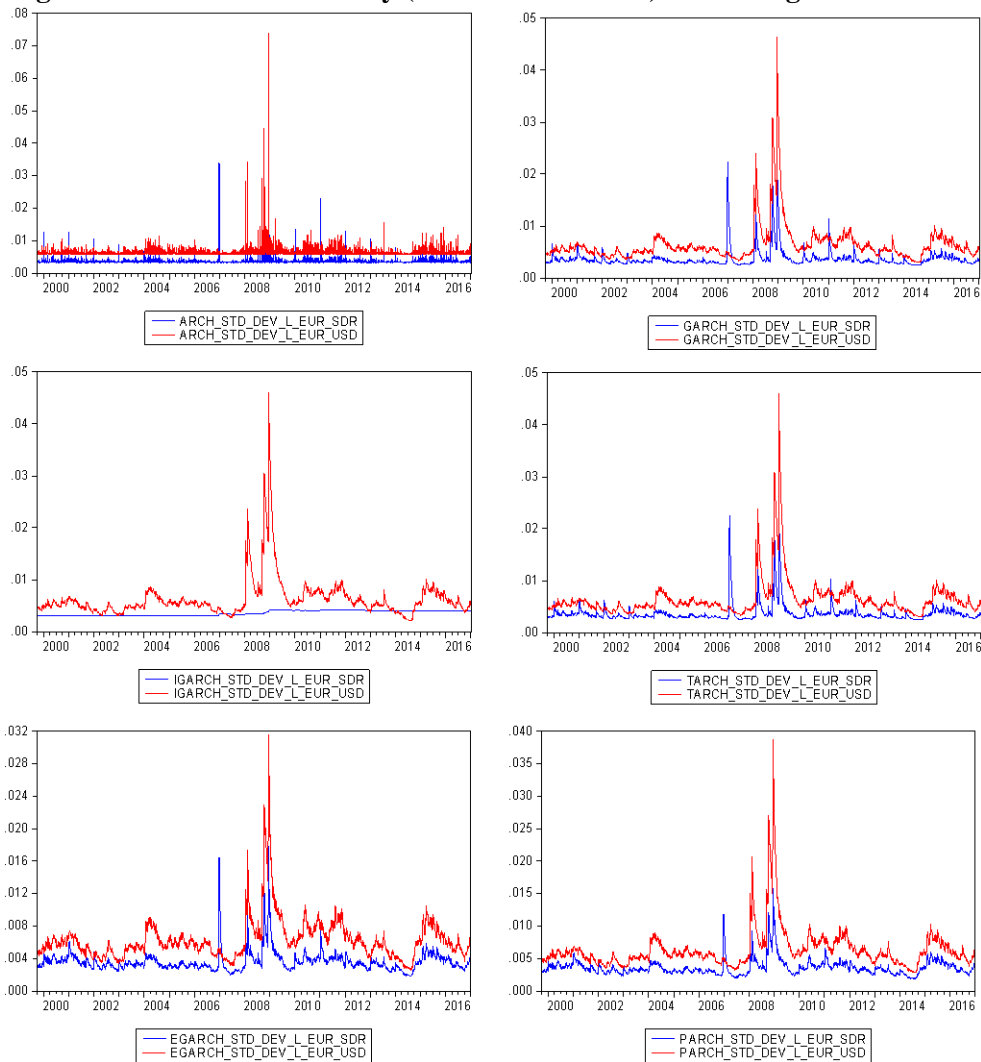 .08
.07
.06
.05
.04
.03
.02
.01
.00
2000 2002 2004 2006 2008 2010 2012 2014 2016
ARCH_STD_DEV_L_EUR_SDR
ARCH_STD_DEV_L_EUR_USD
.05
.04
.03
.02
.01
.00
2000 2002 2004 2006 2008 2010 2012 2014 2016
GARCH_STD_DEV_L_EUR_SDR
GARCH_STD_DEV_L_EUR_USD
.05
.04
.03
.02
.01
.00
2000 2002 2004 2006 2008 2010 2012 2014 2016
IGARCH_STD_DEV_L_EUR_SDR
IGARCH_STD_DEV_L_EUR_USD
.05
.04
.03
.02
.01
.00
2000 2002 2004 2006 2008 2010 2012 2014 2016
TARCH_STD_DEV_L_EUR_SDR
TARCH_STD_DEV_L_EUR_USD
.032
.028
.024
.020
.016
.012
.008
.004
.000
2000 2002 2004 2006 2008 2010 2012 2014 2016
EGARCH_STD_DEV_L_EUR_SDR
EGARCH_STD_DEV_L_EUR_USD
.040
.035
.030
.025
.020
.015
.010
.005
.000
2000 2002 2004 2006 2008 2010 2012 2014 2016
PARCH_STD_DEV_L_EUR_SDR
PARCH_STD_DEV_L_EUR_USD